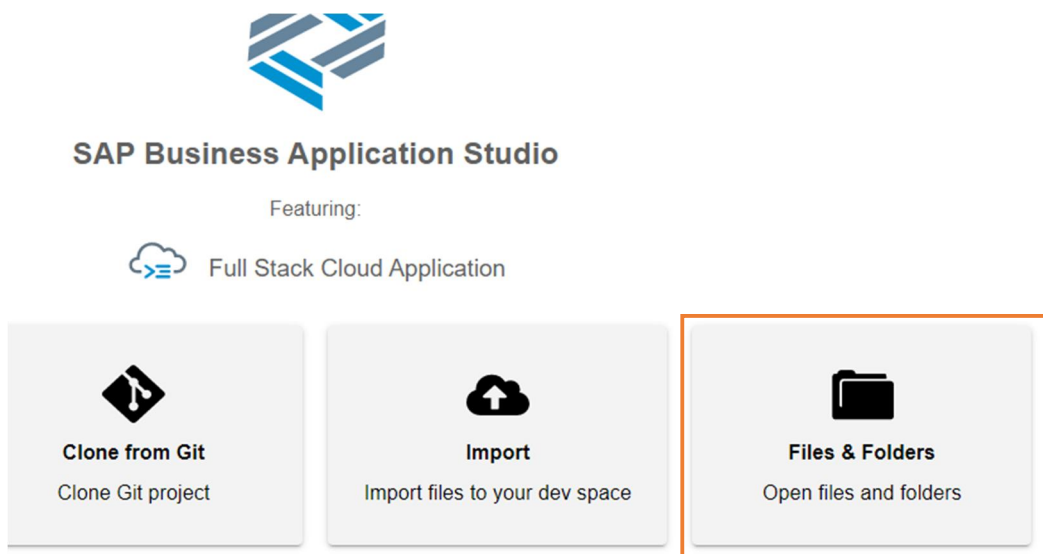 SAP Business Application Studio
Featuring:
Full Stack Cloud Application
Clone from Git
Clone Git project
Import
Import files to your dev space
Files & Folders
Open files and folders